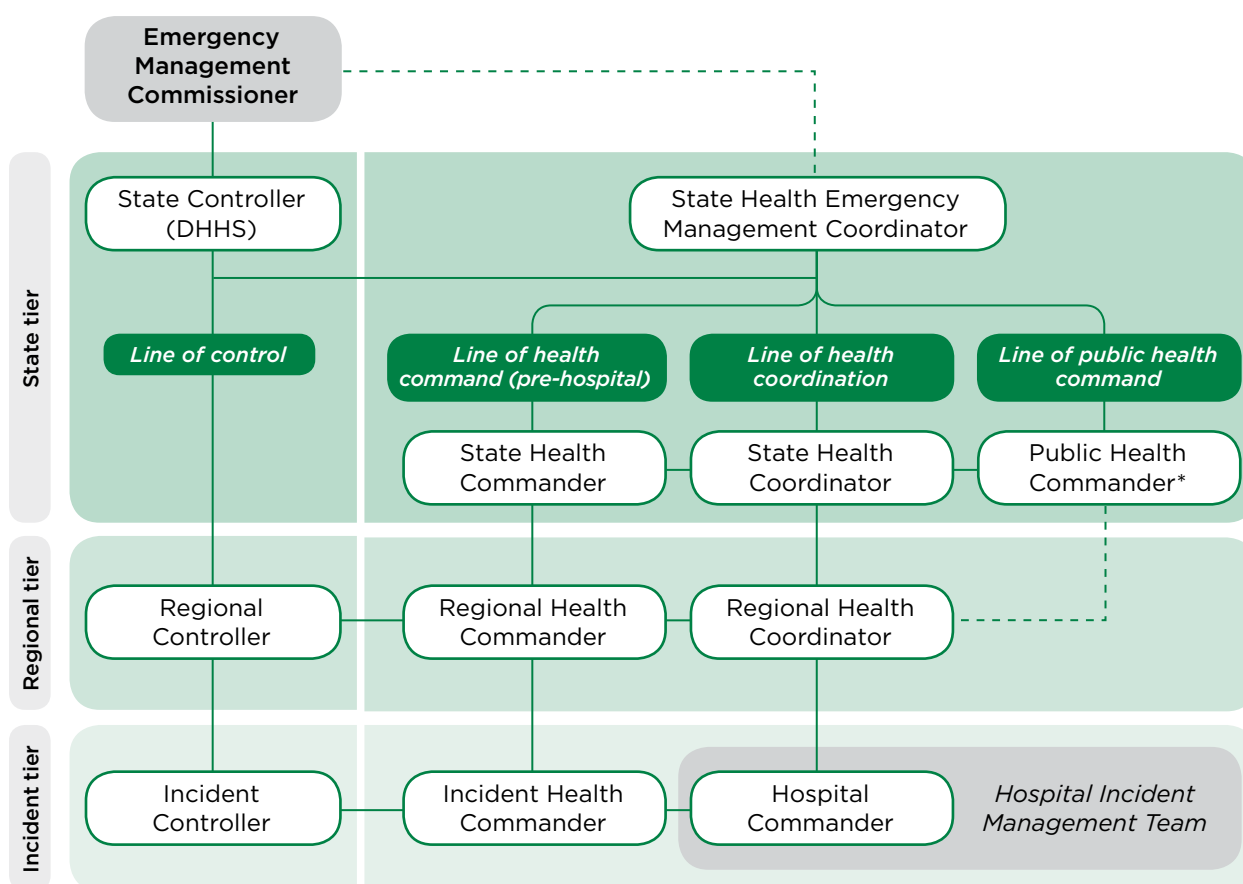 Emergency
Management
Commissioner
State tier
State Controller
(DHHS)
State Health Emergency
Management Coordinator
Line of control
Line of health
command (pre-hospital)
Line of health
coordination
Line of public health
command
State Health
Commander
State Health
Coordinator
Public Health
Commander*
Regional tier
Regional
Controller
Regional Health
Commander
Regional Health
Coordinator
Incident tier
Incident
Controller
Incident Health
Commander
Hospital
Commander
Hospital Incident
Management Team